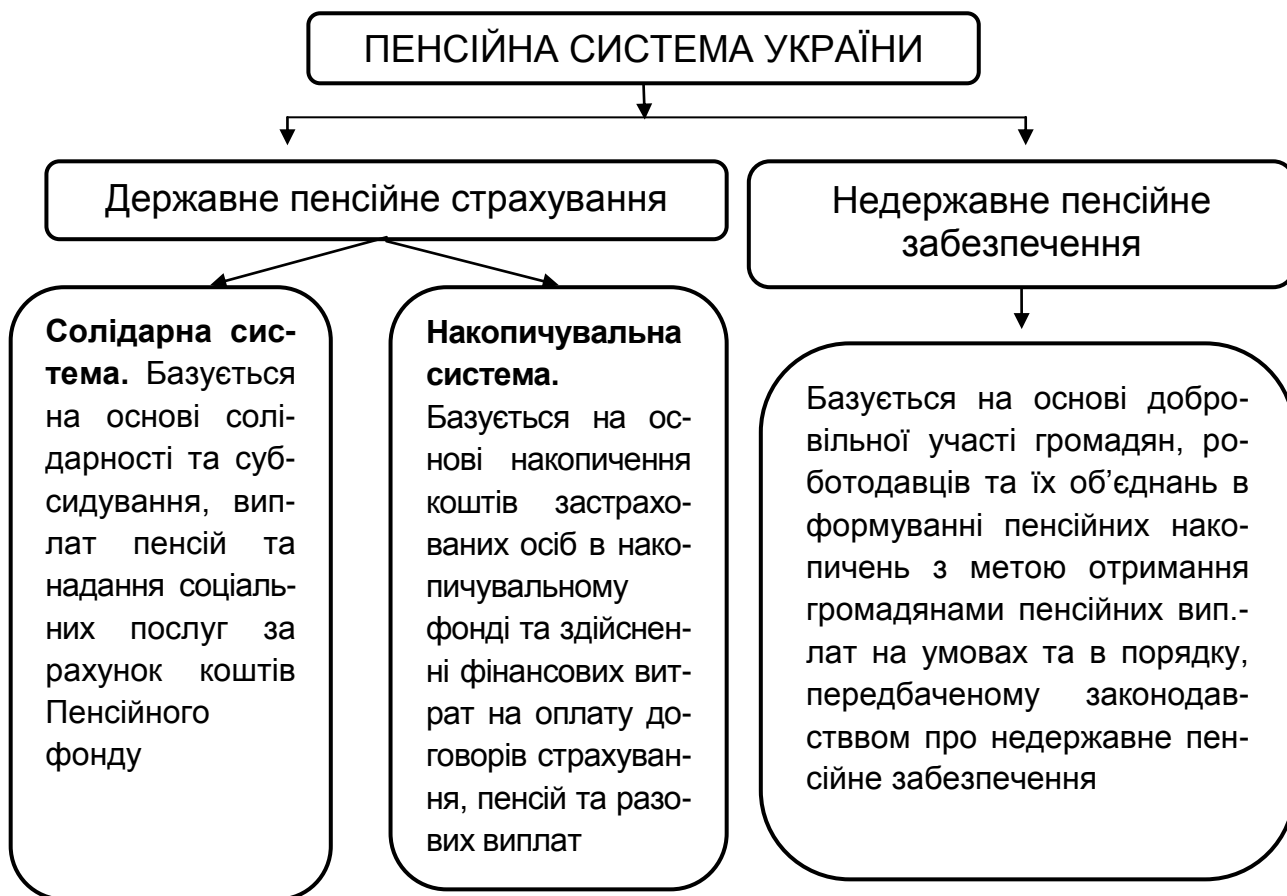 ПЕНСІЙНА СИСТЕМА УКРАЇНИ
Державне пенсійне страхування
Недержавне пенсійне
забезпечення
Солідарна сис-
тема. Базується
на основі солі-
дарності та суб-
сидування, вип-
лат пенсій та
надання соціаль-
них послуг за
рахунок коштів
Пенсійного
фонду
Накопичувальна
система.
Базується на ос-
нові накопичення
коштів застрахо-
ваних осіб в нако-
пичувальному
фонді та здійснен-
ні фінансових вит-
рат на оплату до-
говорів страхуван-
ня, пенсій та разо-
вих виплат
Базується на основі добро-
вільної участі громадян, ро-
ботодавців та їх об’єднань в
формуванні пенсійних нако-
пичень з метою отримання
громадянами пенсійних вип.-
лат на умовах та в порядку,
передбаченому законодав-
стввом про недержавне пен-
сійне забезпечення